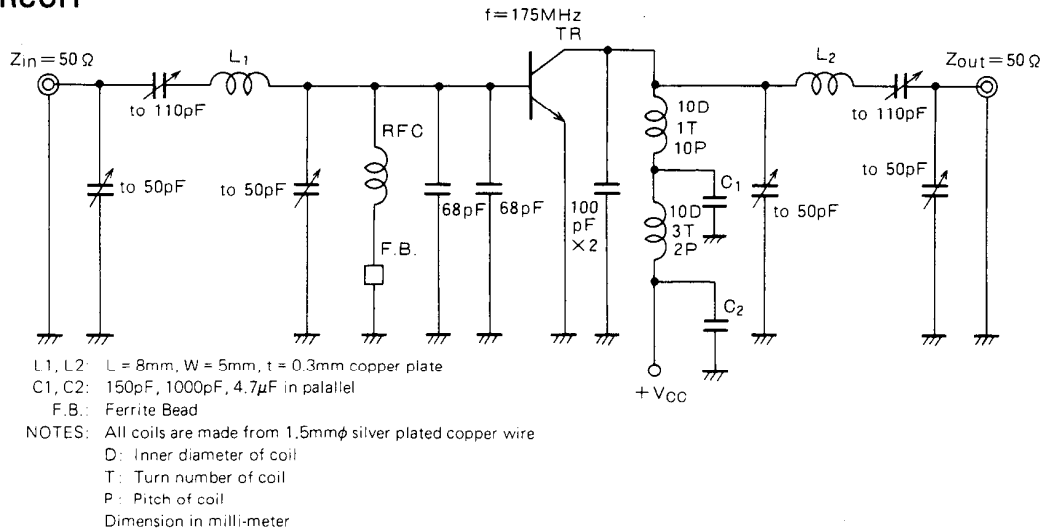 f=175MHz
TR
Zin=50Ω
L1
L2
Zout=50Ω
to 110pF
to 110pF
10D
1T
10P
RFC
C1
to 50pF
to 50pF
68pF
68pF
100
pF
×2
10D
3T
2P
to 50pF
to 50pF
F.B.
C2
+VCC
L1, L2: L = 8mm, W = 5mm, t = 0.3mm copper plate
C1, C2: 150pF, 1000pF, 4.7μF in palallel
F.B.: Ferrite Bead
NOTES: All coils are made from 1.5mmφ silver plated copper wire
D: Inner diameter of coil
T: Turn number of coil
P: Pitch of coil
Dimension in milli-meter